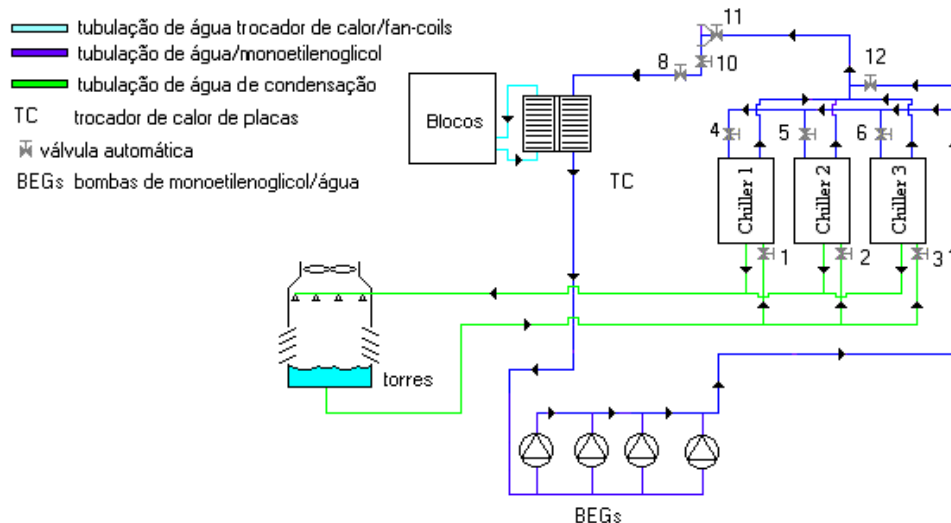 tubulação de água trocador de calor/fan-coils
tubulação de água/monoetilenoglicol
tubulação de água de condensação
TC trocador de calor de placas
válvula automática
BEGs bombas de monoetilenoglicol/água
11
8
10
12
Blocos
4
5
6
TC
Chiller 1
Chiller 2
Chiller 3
1
2
3
torres
BEGs